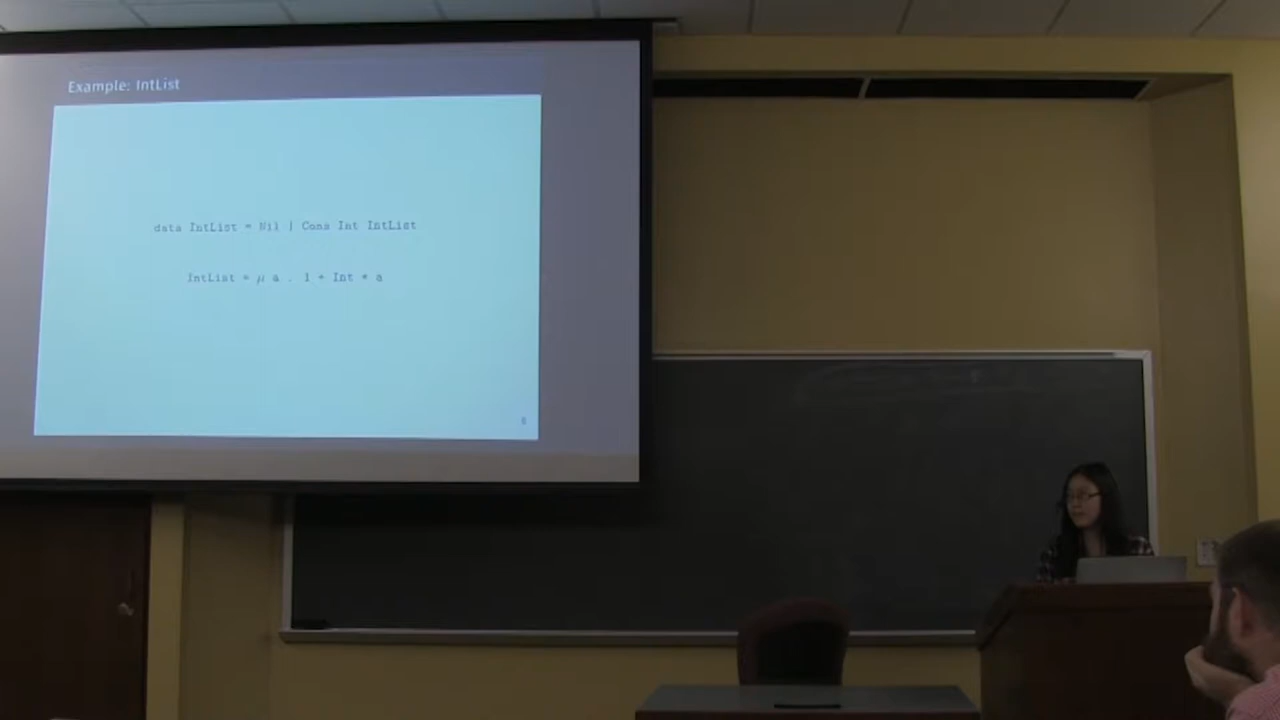 Example: IntList
data IntList = Nil | Cons Int IntList
IntList = μ a . 1 + Int * a